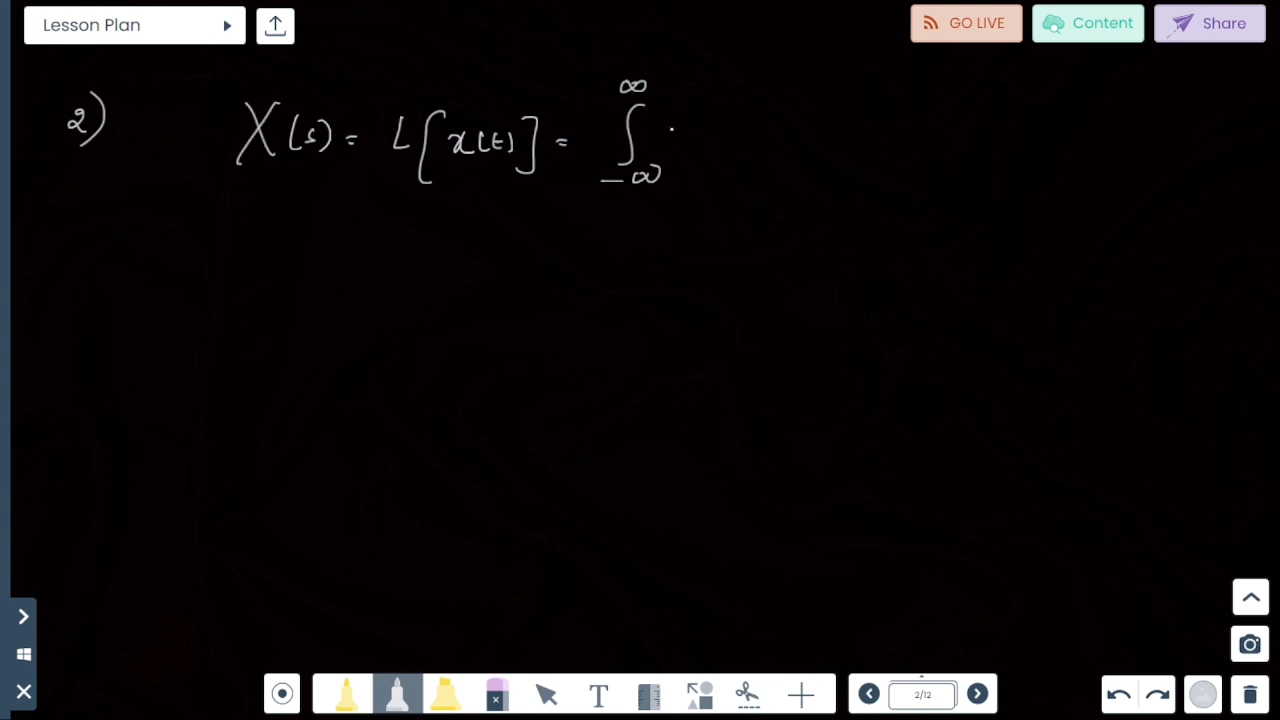 Lesson Plan
GO LIVE
Content
Share
2) X(s) = L[x(t)] = ∫_{-∞}^{∞}
T
2/12